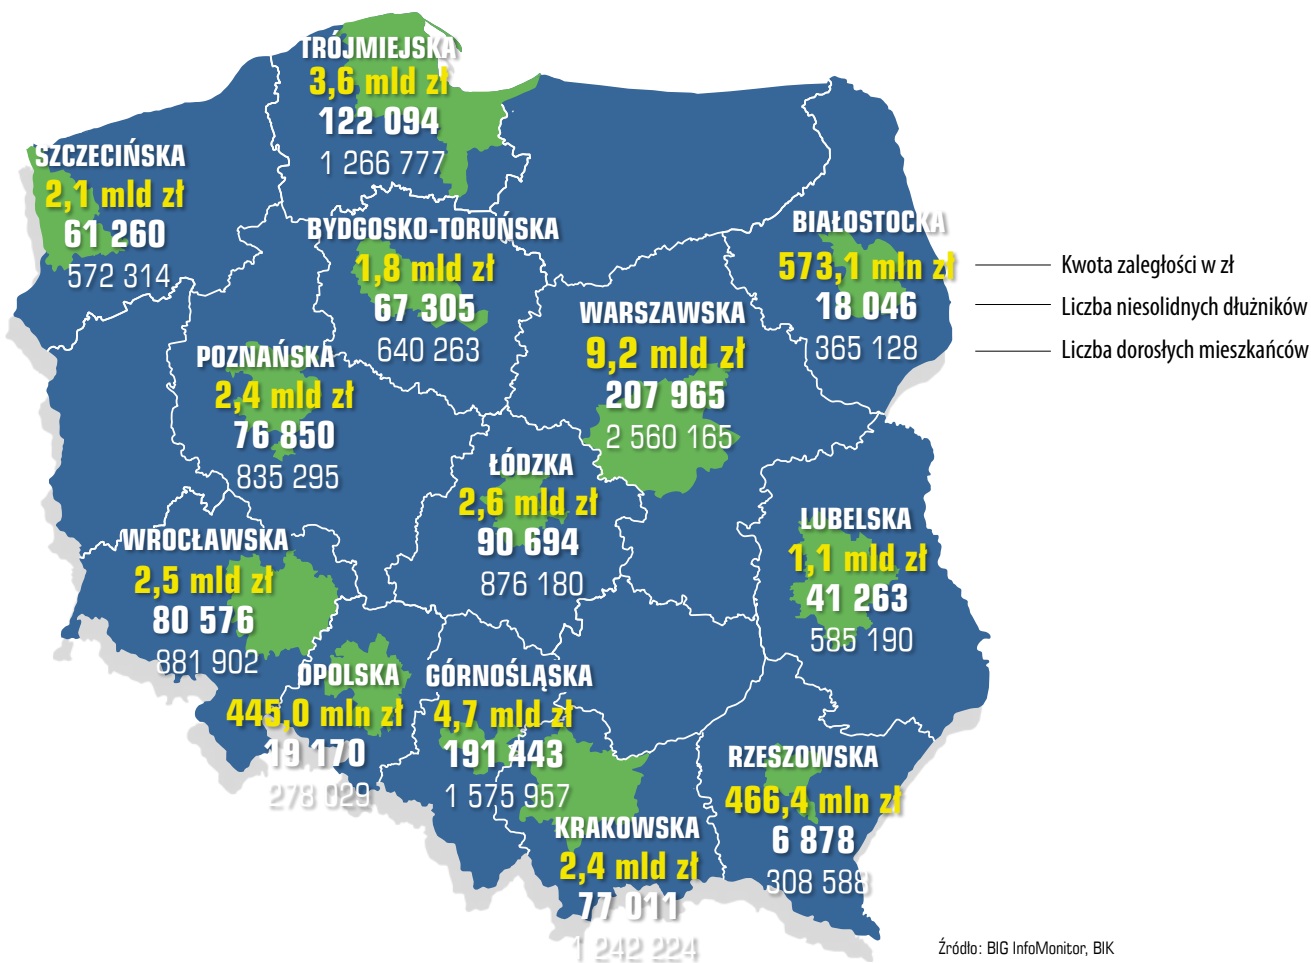 TRÓJMIEJSKA
3,6 mld zł
122 094
1 266 777
SZCZECIŃSKA
2,1 mld zł
61 260
572 314
BYDGOSKO-TORUŃSKA
1,8 mld zł
67 305
640 263
BIAŁOSTOCKA
573,1 mln zł
18 046
365 128
Kwota zaległości w zł
Liczba niesolidnych dłużników
Liczba dorosłych mieszkańców
WARSZAWSKA
9,2 mld zł
207 965
2 560 165
POZNAŃSKA
2,4 mld zł
76 850
835 295
ŁÓDZKA
2,6 mld zł
90 694
876 180
LUBELSKA
1,1 mld zł
41 263
585 190
WROCŁAWSKA
2,5 mld zł
80 576
881 902
OPOLSKA
445,0 mln zł
19 170
278 029
GÓRNOŚLĄSKA
4,7 mld zł
191 443
1 575 957
RZESZOWSKA
466,4 mln zł
6 878
308 588
KRAKOWSKA
2,4 mld zł
77 011
1 242 224
Źródło: BIG InfoMonitor, BIK